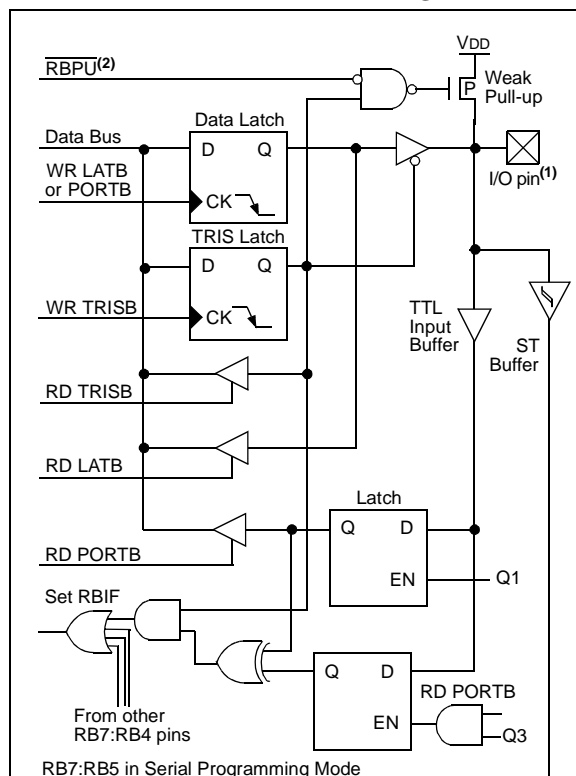 VDD
RBPU(2)
P
Weak
Pull-up
Data Bus
Data Latch
D
Q
WR LATB
or PORTB
CK
I/O pin(1)
TRIS Latch
D
Q
WR TRISB
CK
TTL
Input
Buffer
ST
Buffer
RD TRISB
RD LATB
Latch
Q
D
RD PORTB
EN
Q1
Set RBIF
Q
D
RD PORTB
EN
Q3
From other
RB7:RB4 pins
RB7:RB5 in Serial Programming Mode